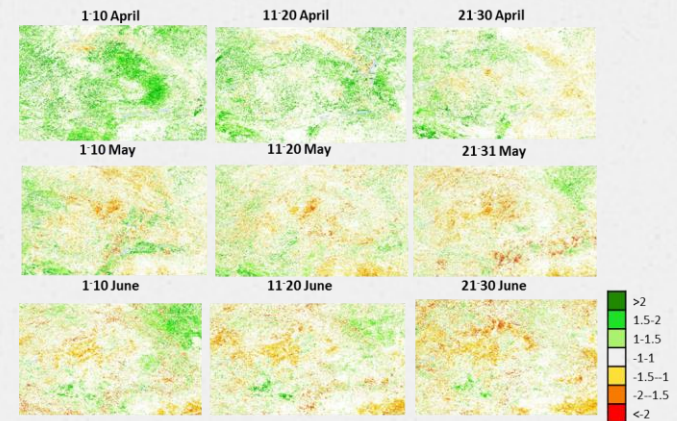 1-10 April
11-20 April
21-30 April
1-10 May
11-20 May
21-31 May
1-10 June
11-20 June
21-30 June
>2
1.5-2
1-1.5
-1-1
-1.5--1
-2--1.5
<-2